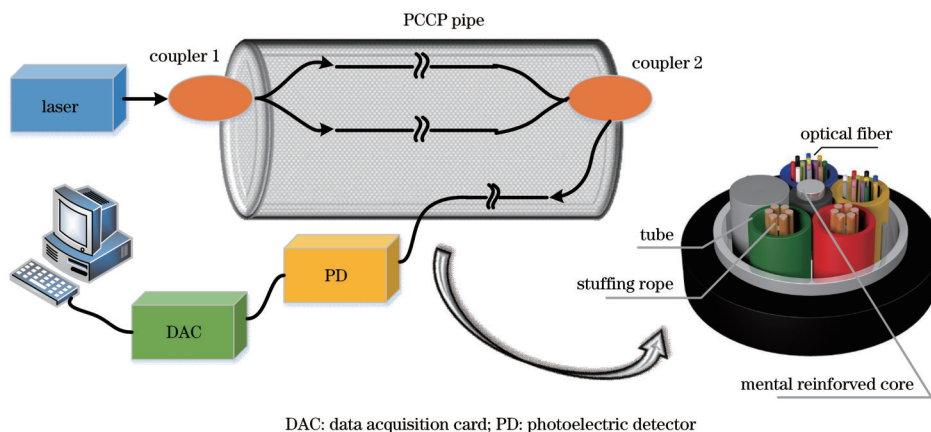 PCCP pipe
coupler 1
coupler 2
laser
optical fiber
tube
PD
stuffing rope
DAC
mental reinforved core
DAC: data acquisition card; PD: photoelectric detector